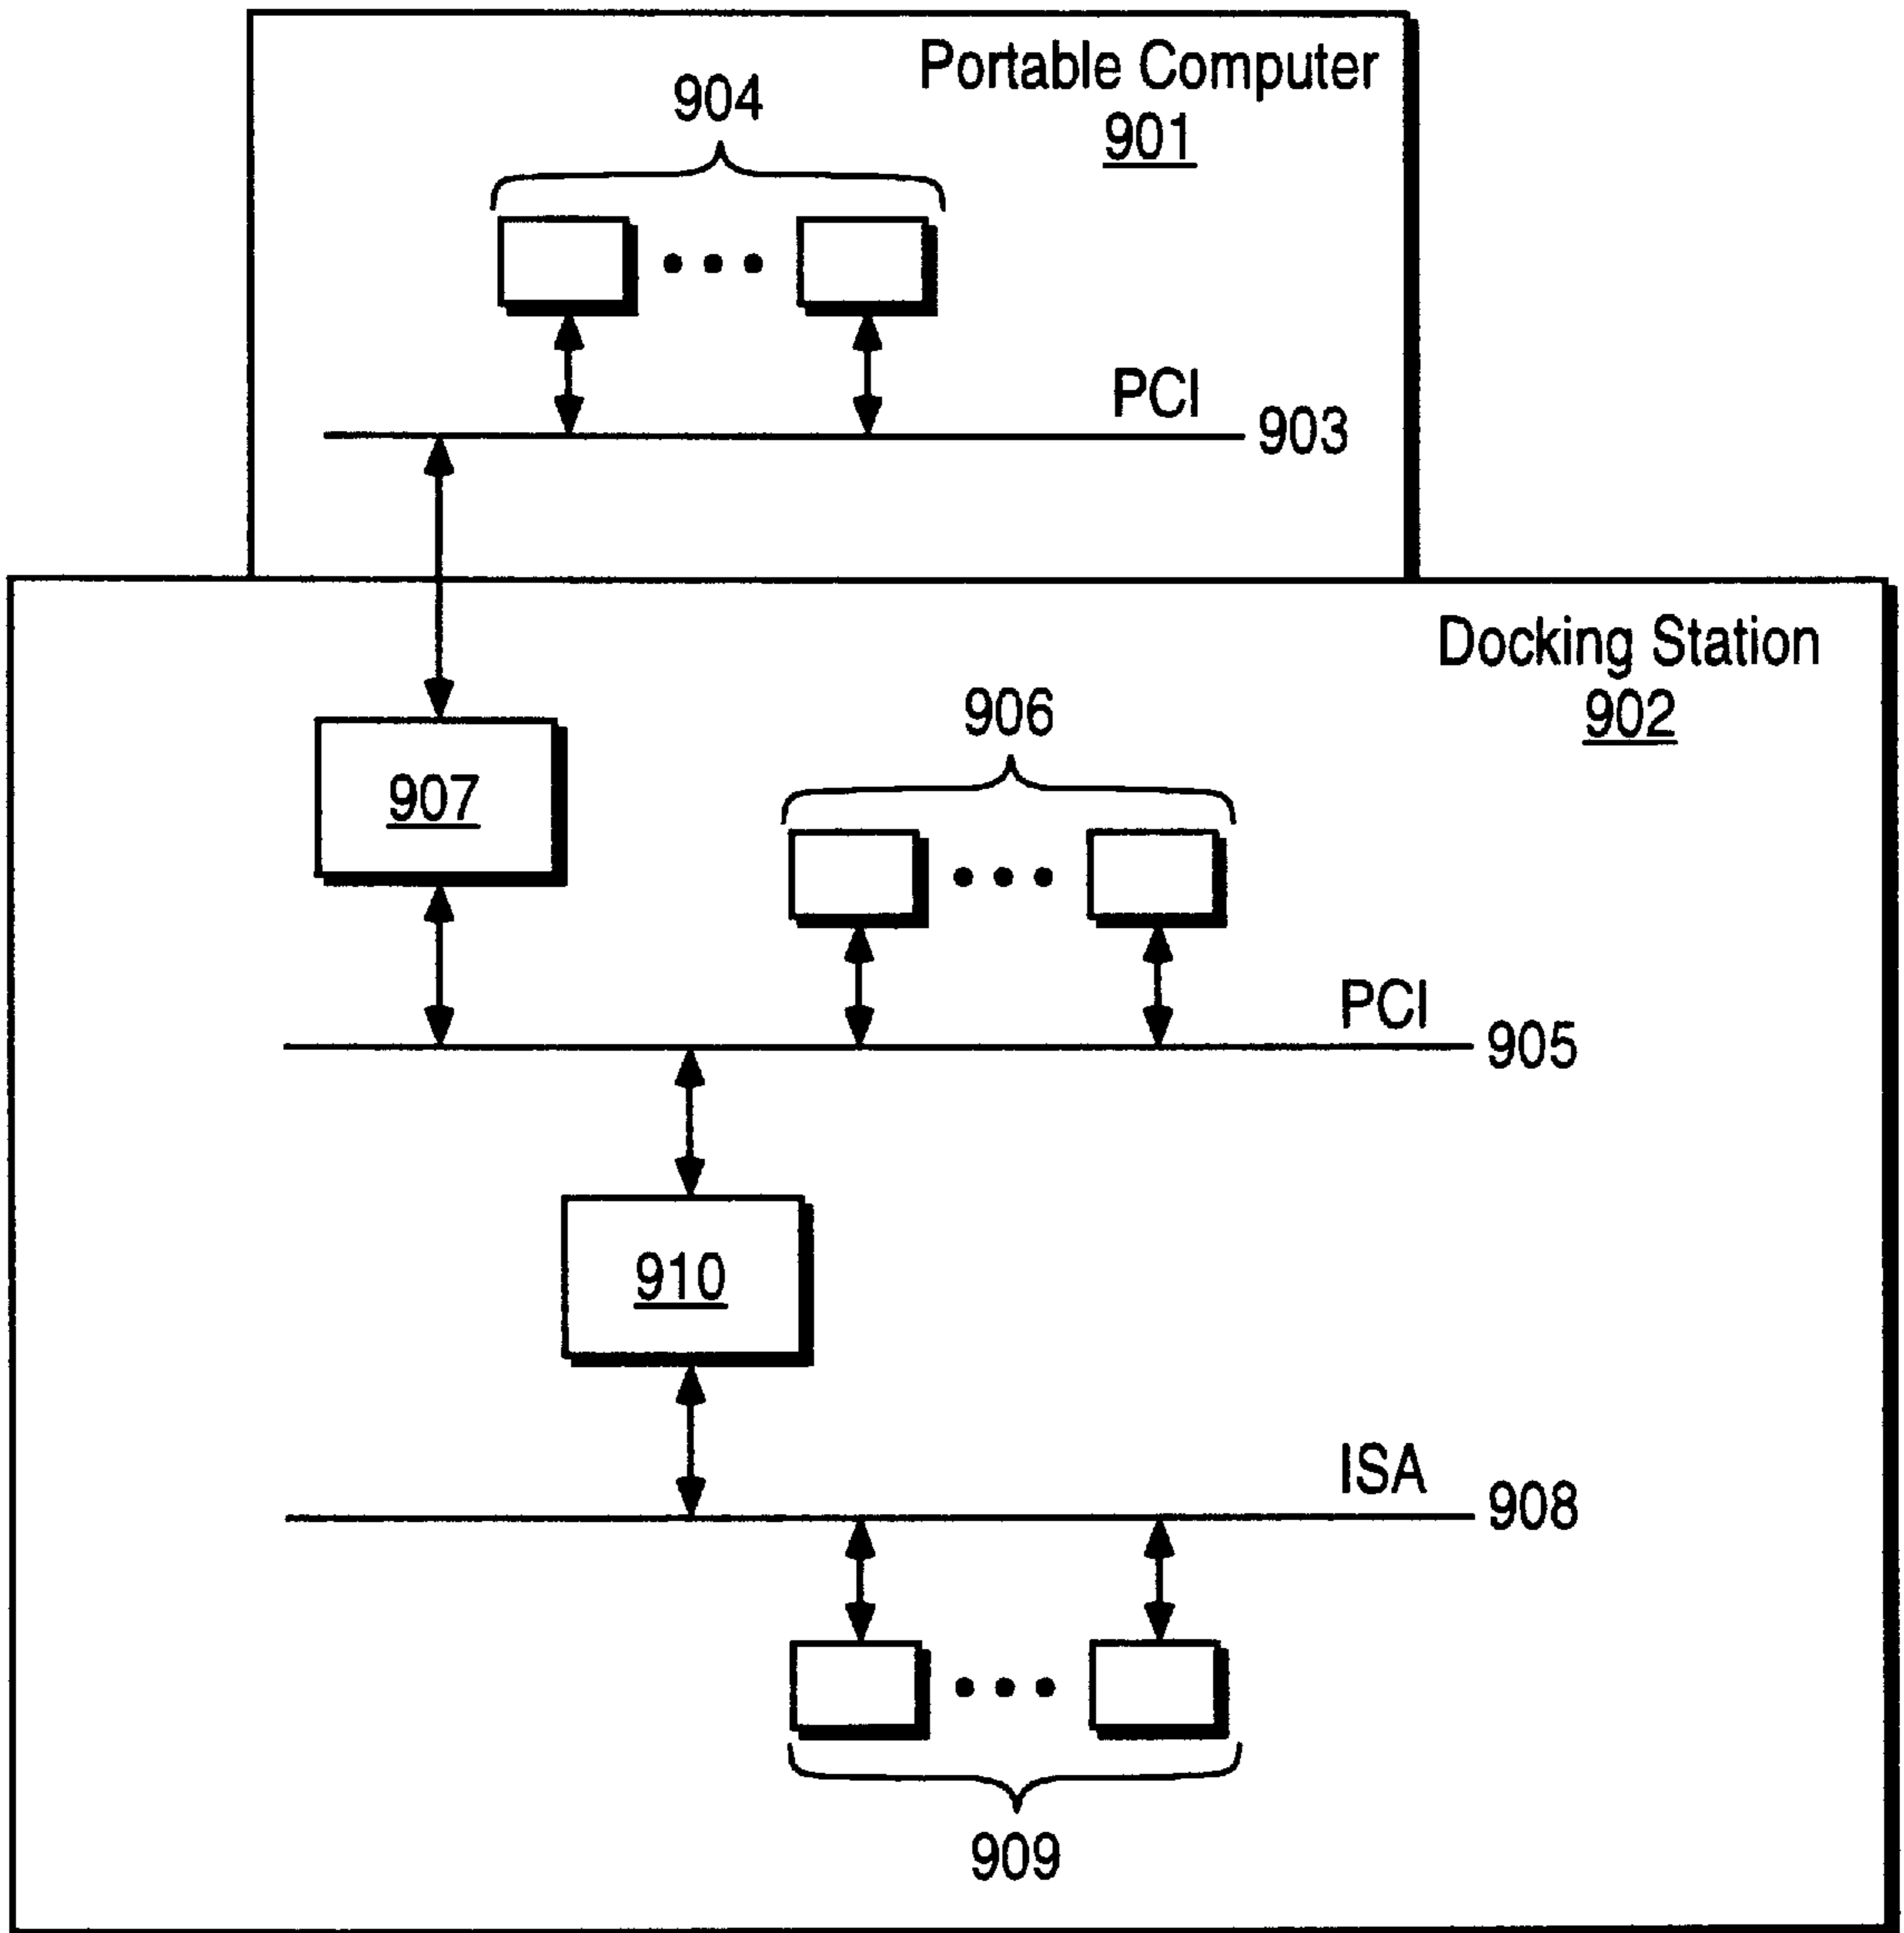 Portable Computer
901
904
PCI
903
Docking Station
902
906
907
PCI
905
910
ISA
908
909